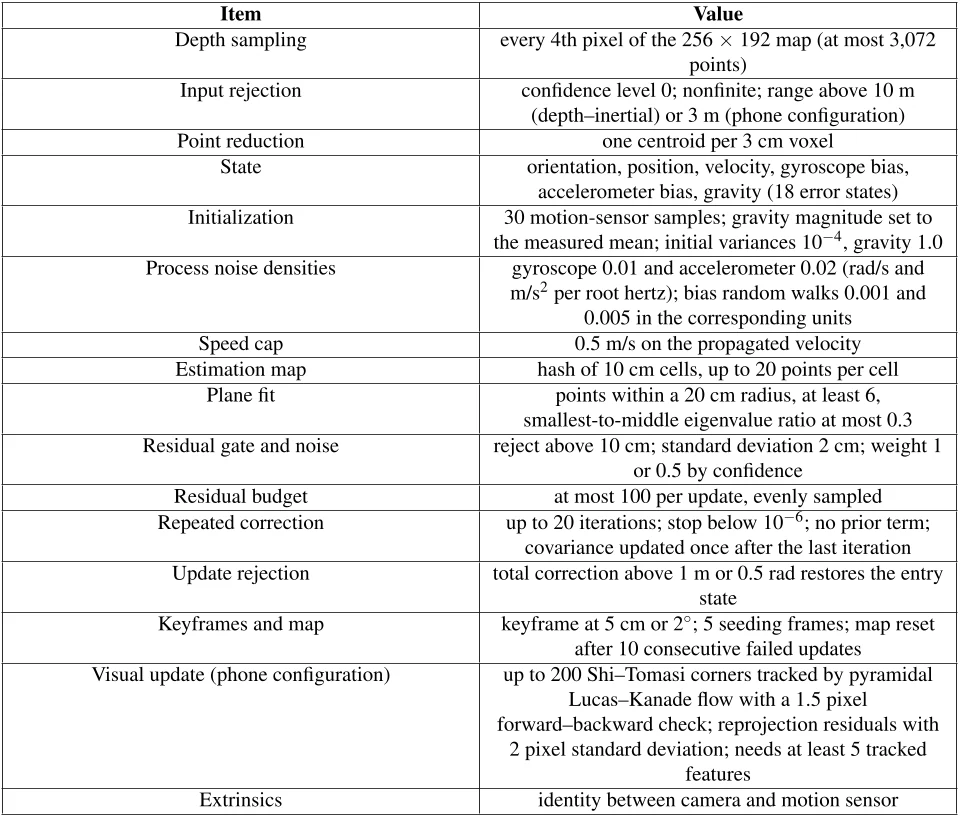 Item Value
Depth sampling every 4th pixel of the 256 × 192 map (at most 3,072
points)
Input rejection confidence level 0; nonfinite; range above 10 m
(depth–inertial) or 3 m (phone configuration)
Point reduction one centroid per 3 cm voxel
State orientation, position, velocity, gyroscope bias,
accelerometer bias, gravity (18 error states)
Initialization 30 motion-sensor samples; gravity magnitude set to
the measured mean; initial variances 10⁻⁴, gravity 1.0
Process noise densities gyroscope 0.01 and accelerometer 0.02 (rad/s and
m/s² per root hertz); bias random walks 0.001 and
0.005 in the corresponding units
Speed cap 0.5 m/s on the propagated velocity
Estimation map hash of 10 cm cells, up to 20 points per cell
Plane fit points within a 20 cm radius, at least 6,
smallest-to-middle eigenvalue ratio at most 0.3
Residual gate and noise reject above 10 cm; standard deviation 2 cm; weight 1
or 0.5 by confidence
Residual budget at most 100 per update, evenly sampled
Repeated correction up to 20 iterations; stop below 10⁻⁶; no prior term;
covariance updated once after the last iteration
Update rejection total correction above 1 m or 0.5 rad restores the entry
state
Keyframes and map keyframe at 5 cm or 2°; 5 seeding frames; map reset
after 10 consecutive failed updates
Visual update (phone configuration) up to 200 Shi–Tomasi corners tracked by pyramidal
Lucas–Kanade flow with a 1.5 pixel
forward–backward check; reprojection residuals with
2 pixel standard deviation; needs at least 5 tracked
features
Extrinsics identity between camera and motion sensor